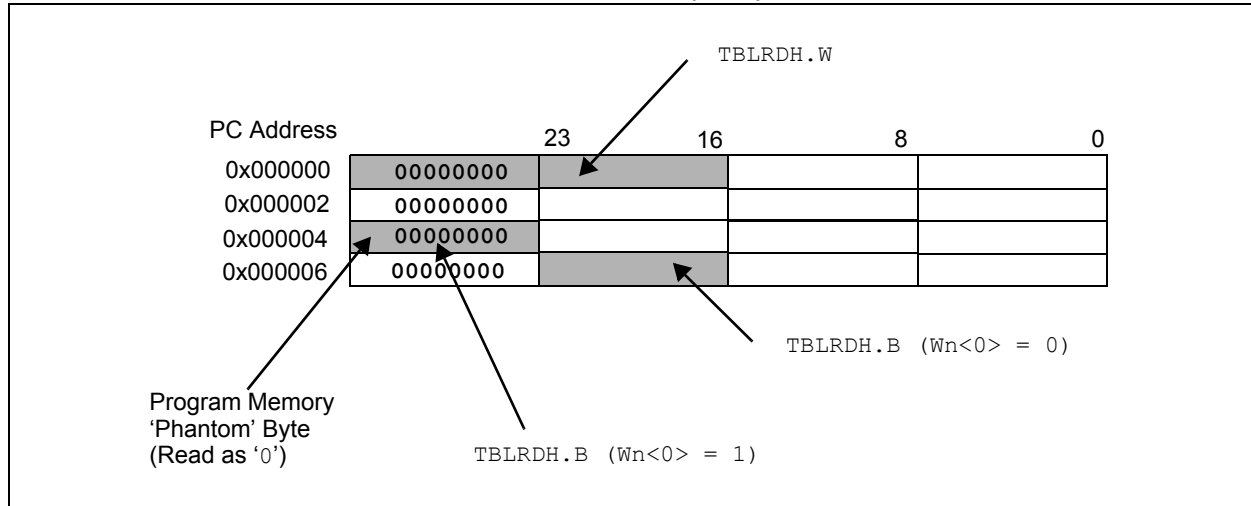 TBLRDH.W
PC Address 23 16 8 0
0x000000 00000000
0x000002 00000000
0x000004 00000000
0x000006 00000000
TBLRDH.B (Wn<0> = 0)
Program Memory
‘Phantom’ Byte
(Read as ‘0’)
TBLRDH.B (Wn<0> = 1)